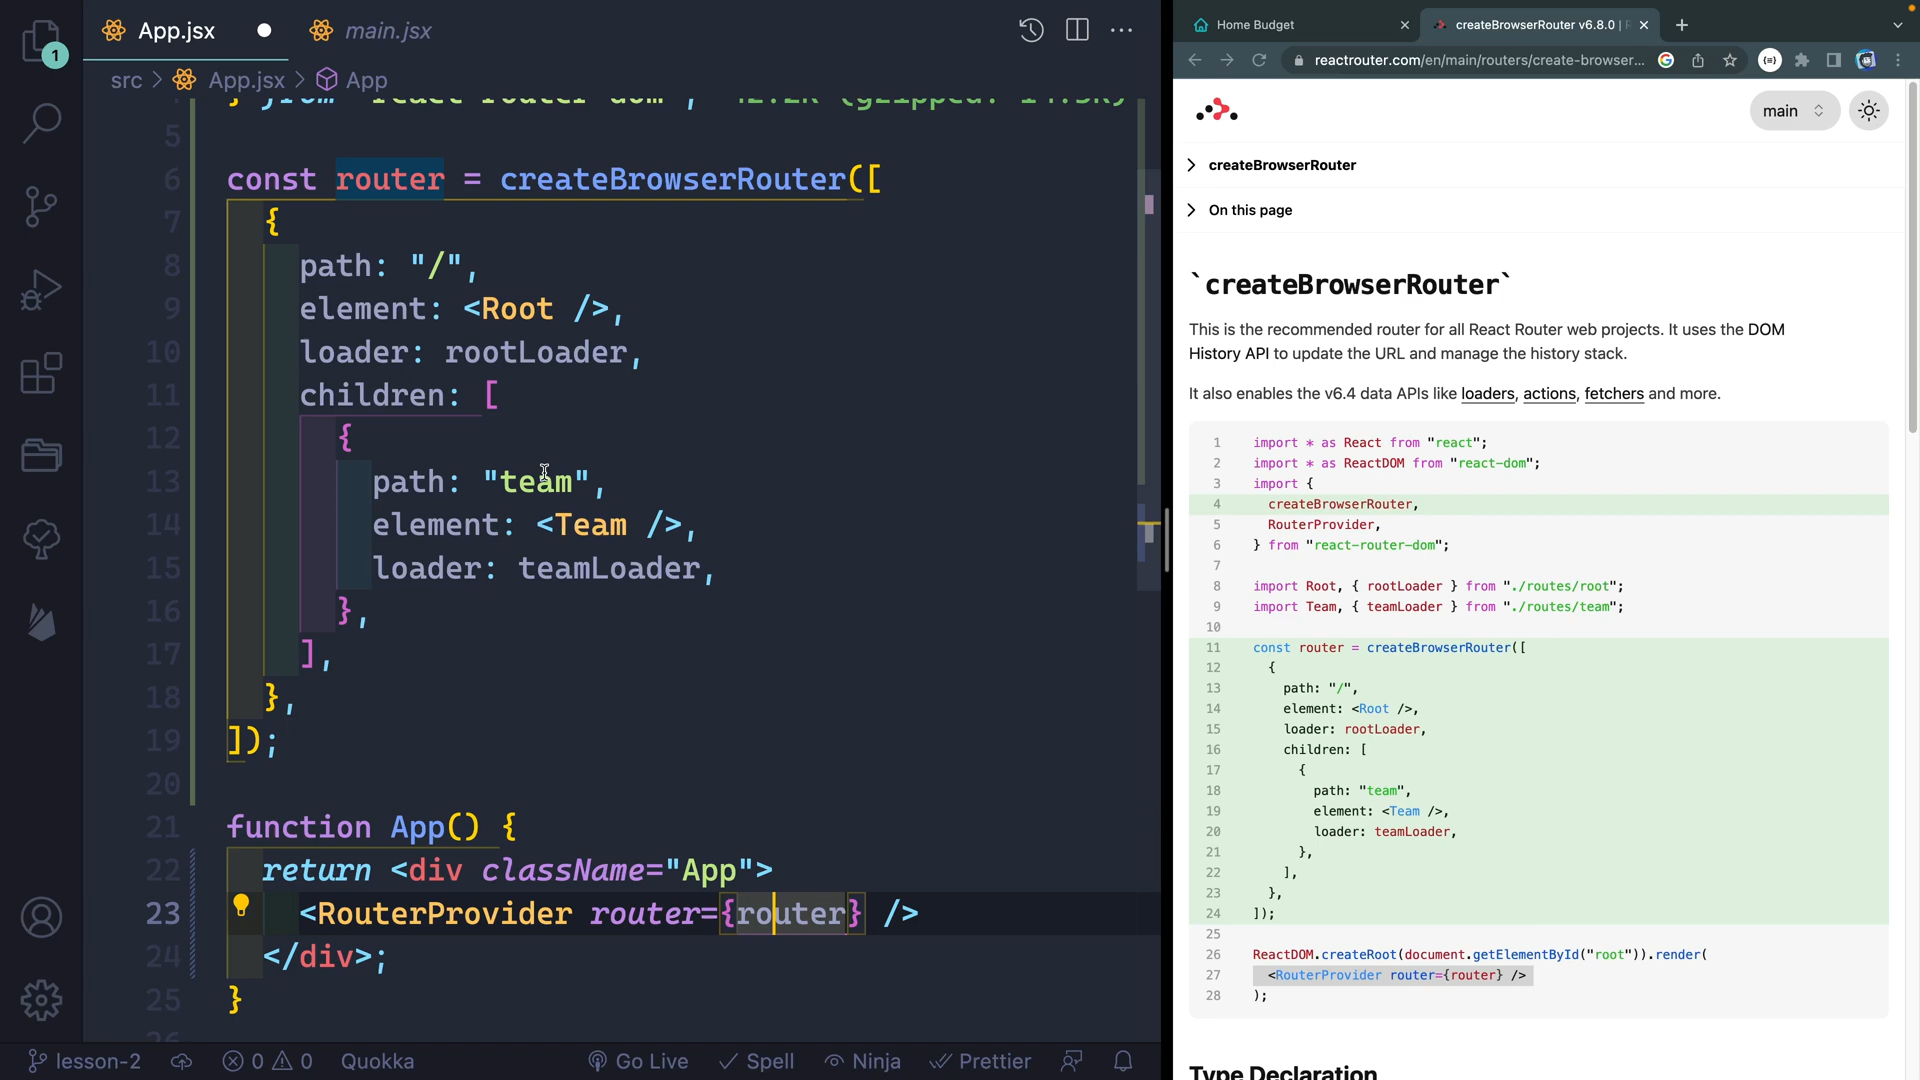 1
App.jsx
main.jsx
src > App.jsx > App
} from "react-router-dom";
5
6 const router = createBrowserRouter([
7 {
8 path: "/",
9 element: <Root />,
10 loader: rootLoader,
11 children: [
12 {
13 path: "team",
14 element: <Team />,
15 loader: teamLoader,
16 },
17 ],
18 },
19 ]);
20
21 function App() {
22 return <div className="App">
23 <RouterProvider router={router} />
24 </div>;
25 }
26
lesson-2
0 0
Quokka
Go Live
Spell
Ninja
Prettier
Home Budget
createBrowserRouter v6.8.0 | R
reactrouter.com/en/main/routers/create-browser...
main
createBrowserRouter
On this page
`createBrowserRouter`
This is the recommended router for all React Router web projects. It uses the DOM
History API to update the URL and manage the history stack.
It also enables the v6.4 data APIs like loaders, actions, fetchers and more.
1 import * as React from "react";
2 import * as ReactDOM from "react-dom";
3 import {
4 createBrowserRouter,
5 RouterProvider,
6 } from "react-router-dom";
7
8 import Root, { rootLoader } from "./routes/root";
9 import Team, { teamLoader } from "./routes/team";
10
11 const router = createBrowserRouter([
12 {
13 path: "/",
14 element: <Root />,
15 loader: rootLoader,
16 children: [
17 {
18 path: "team",
19 element: <Team />,
20 loader: teamLoader,
21 },
22 ],
23 },
24 ]);
25
26 ReactDOM.createRoot(document.getElementById("root")).render(
27 <RouterProvider router={router} />
28 );
Type Declaration